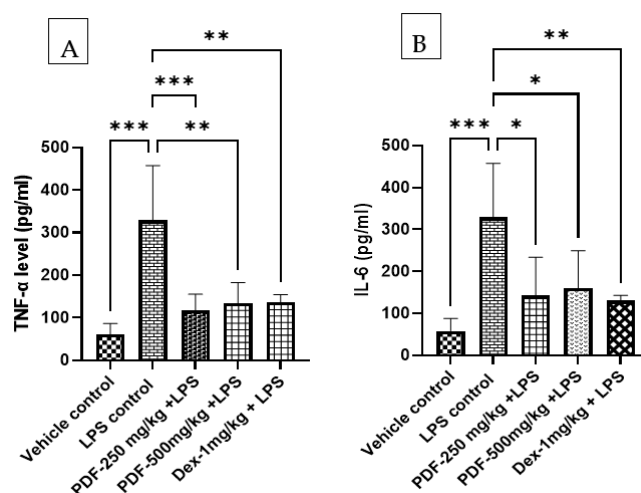 A
**
***
***
**
TNF-α level (pg/ml)
500
400
300
200
100
0
Vehicle control
LPS control
PDF-250 mg/kg +LPS
PDF-500mg/kg +LPS
Dex-1mg/kg + LPS
B
**
*
***
*
IL-6 (pg/ml)
500
400
300
200
100
0
Vehicle control
LPS control
PDF-250 mg/kg +LPS
PDF-500mg/kg +LPS
Dex-1mg/kg + LPS